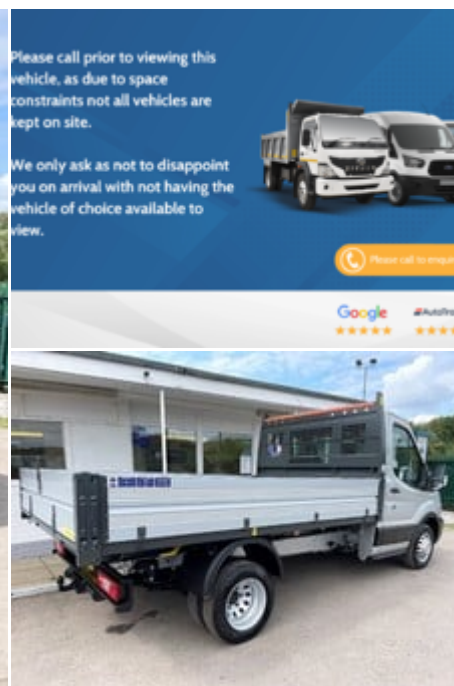 Please call prior to viewing this
vehicle, as due to space
constraints not all vehicles are
kept on site.
We only ask as not to disappoint
you on arrival with not having the
vehicle of choice available to
view.
Please call to enquir
Google